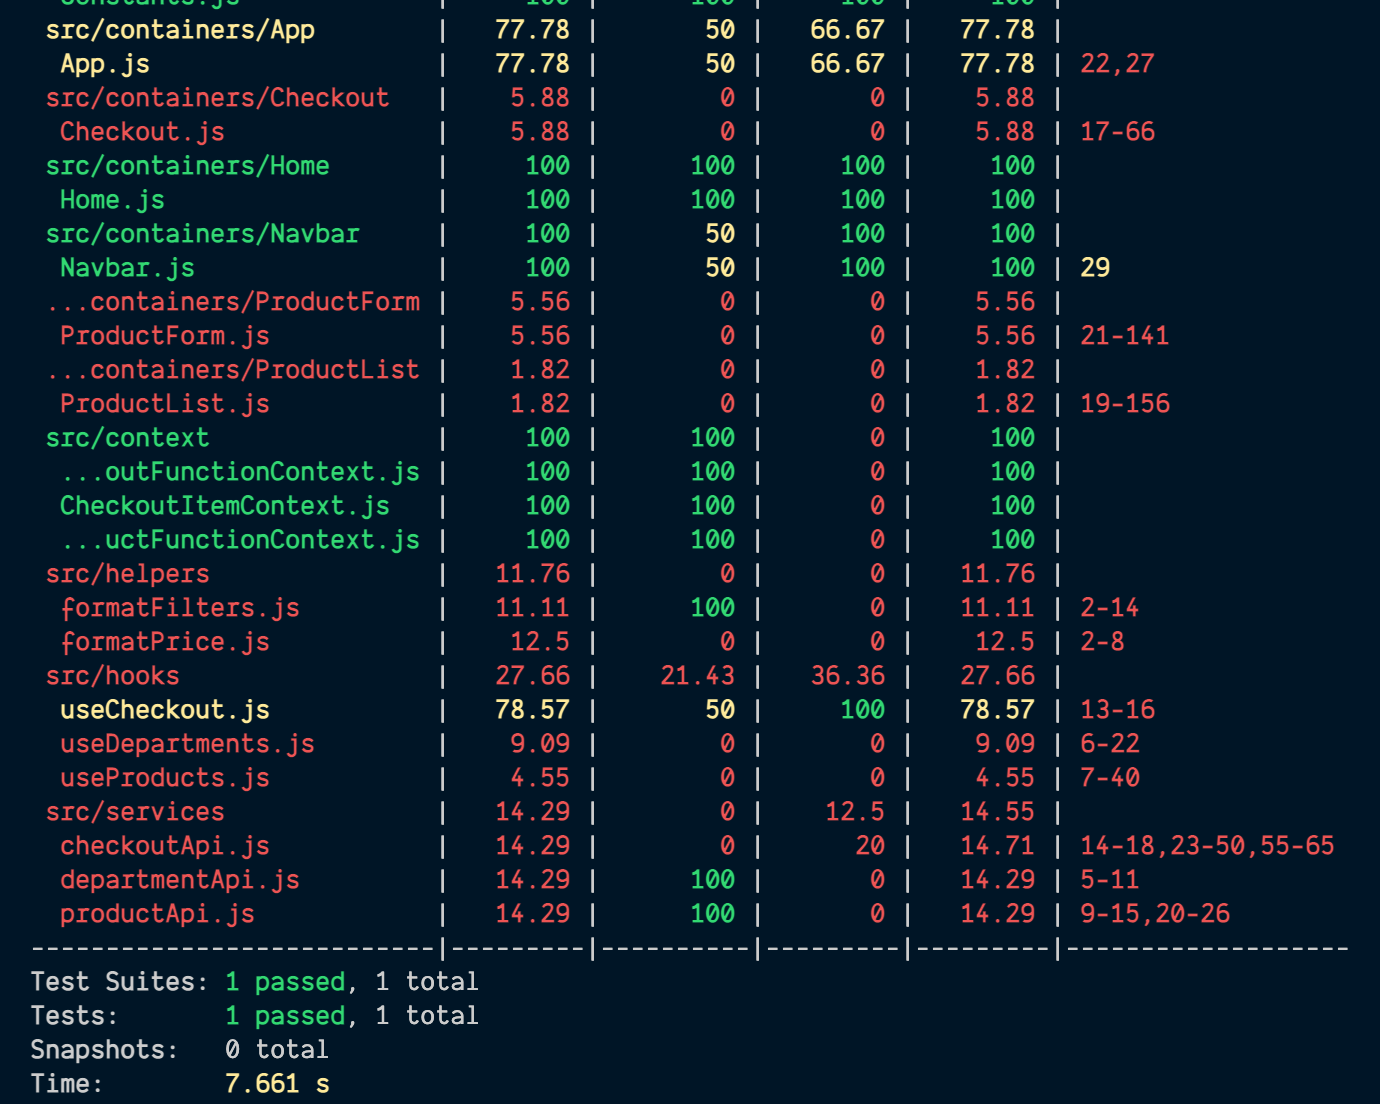 constants.js | 100 | 100 | 100 | 100 |
src/containers/App | 77.78 | 50 | 66.67 | 77.78 |
App.js | 77.78 | 50 | 66.67 | 77.78 | 22,27
src/containers/Checkout | 5.88 | 0 | 0 | 5.88 |
Checkout.js | 5.88 | 0 | 0 | 5.88 | 17-66
src/containers/Home | 100 | 100 | 100 | 100 |
Home.js | 100 | 100 | 100 | 100 |
src/containers/Navbar | 100 | 50 | 100 | 100 |
Navbar.js | 100 | 50 | 100 | 100 | 29
...containers/ProductForm | 5.56 | 0 | 0 | 5.56 |
ProductForm.js | 5.56 | 0 | 0 | 5.56 | 21-141
...containers/ProductList | 1.82 | 0 | 0 | 1.82 |
ProductList.js | 1.82 | 0 | 0 | 1.82 | 19-156
src/context | 100 | 100 | 0 | 100 |
...outFunctionContext.js | 100 | 100 | 0 | 100 |
CheckoutItemContext.js | 100 | 100 | 0 | 100 |
...uctFunctionContext.js | 100 | 100 | 0 | 100 |
src/helpers | 11.76 | 0 | 0 | 11.76 |
formatFilters.js | 11.11 | 100 | 0 | 11.11 | 2-14
formatPrice.js | 12.5 | 0 | 0 | 12.5 | 2-8
src/hooks | 27.66 | 21.43 | 36.36 | 27.66 |
useCheckout.js | 78.57 | 50 | 100 | 78.57 | 13-16
useDepartments.js | 9.09 | 0 | 0 | 9.09 | 6-22
useProducts.js | 4.55 | 0 | 0 | 4.55 | 7-40
src/services | 14.29 | 0 | 12.5 | 14.55 |
checkoutApi.js | 14.29 | 0 | 20 | 14.71 | 14-18,23-50,55-65
departmentApi.js | 14.29 | 100 | 0 | 14.29 | 5-11
productApi.js | 14.29 | 100 | 0 | 14.29 | 9-15,20-26
---------------------------|---------|----------|---------|---------|-------------------
Test Suites: 1 passed, 1 total
Tests: 1 passed, 1 total
Snapshots: 0 total
Time: 7.661 s